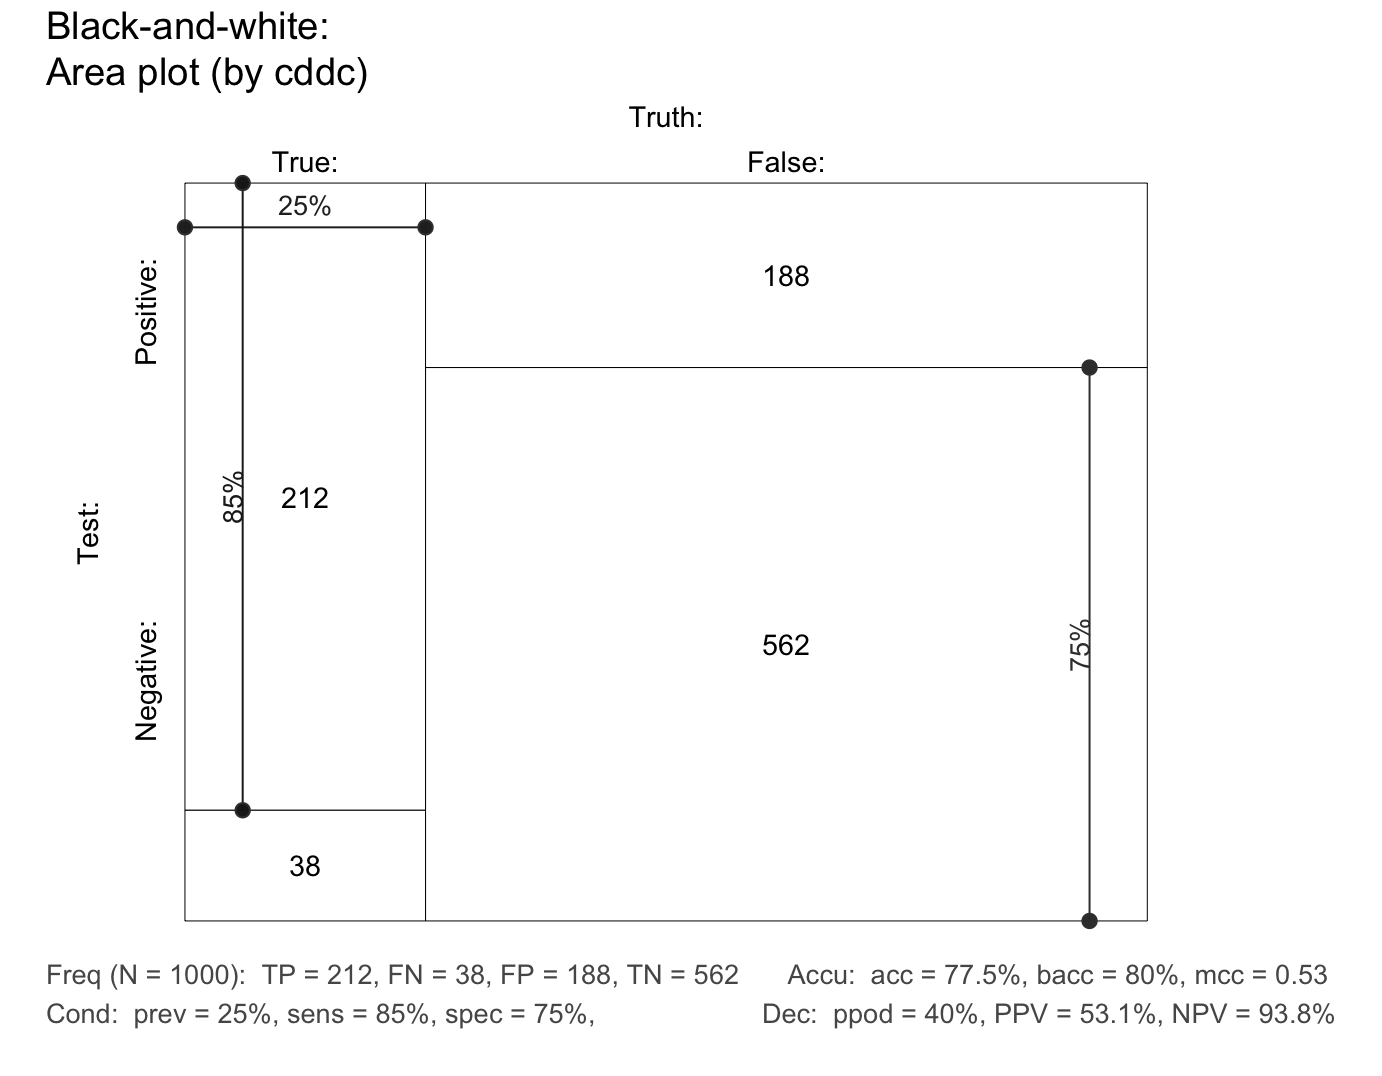 Black-and-white:
Area plot (by cddc)
Truth:
True:
False:
25%
188
Positive:
85%
212
Test:
Negative:
562
75%
38
Freq (N = 1000):  TP = 212, FN = 38, FP = 188, TN = 562
Accu:  acc = 77.5%, bacc = 80%, mcc = 0.53
Cond:  prev = 25%, sens = 85%, spec = 75%,
Dec:  ppod = 40%, PPV = 53.1%, NPV = 93.8%